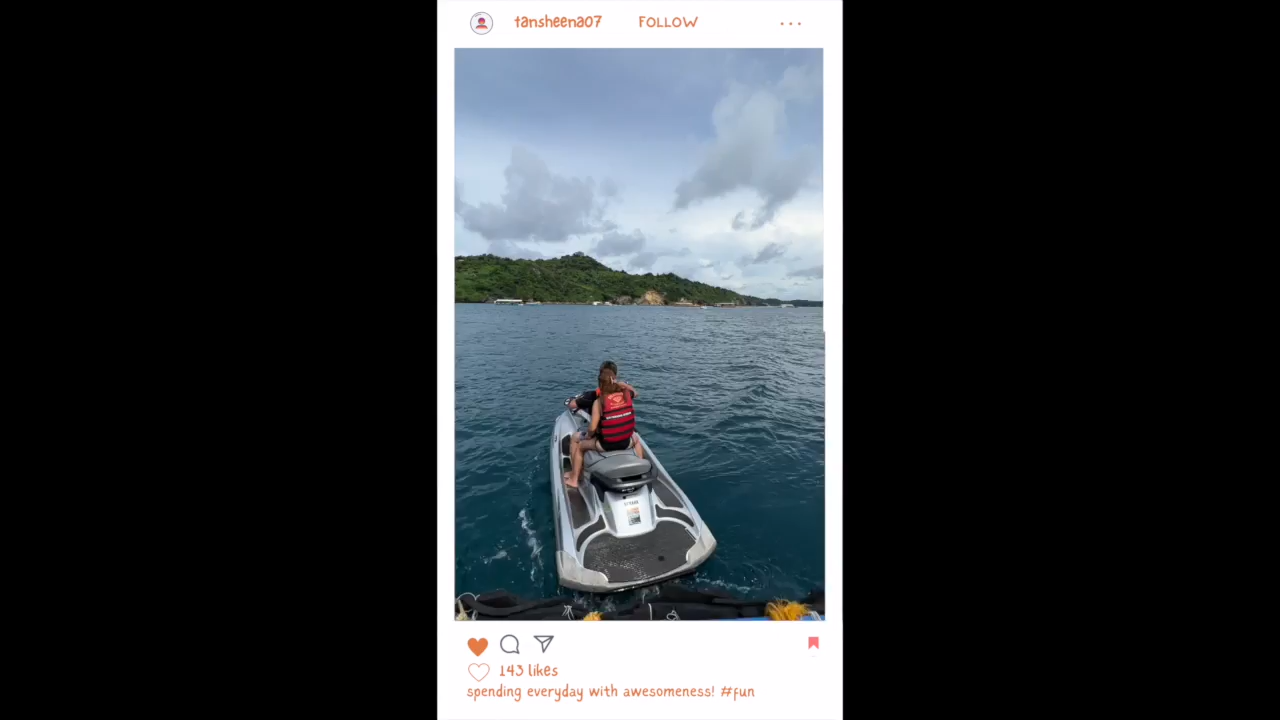 tansheena07 FOLLOW
143 likes
spending everyday with awesomeness! #fun